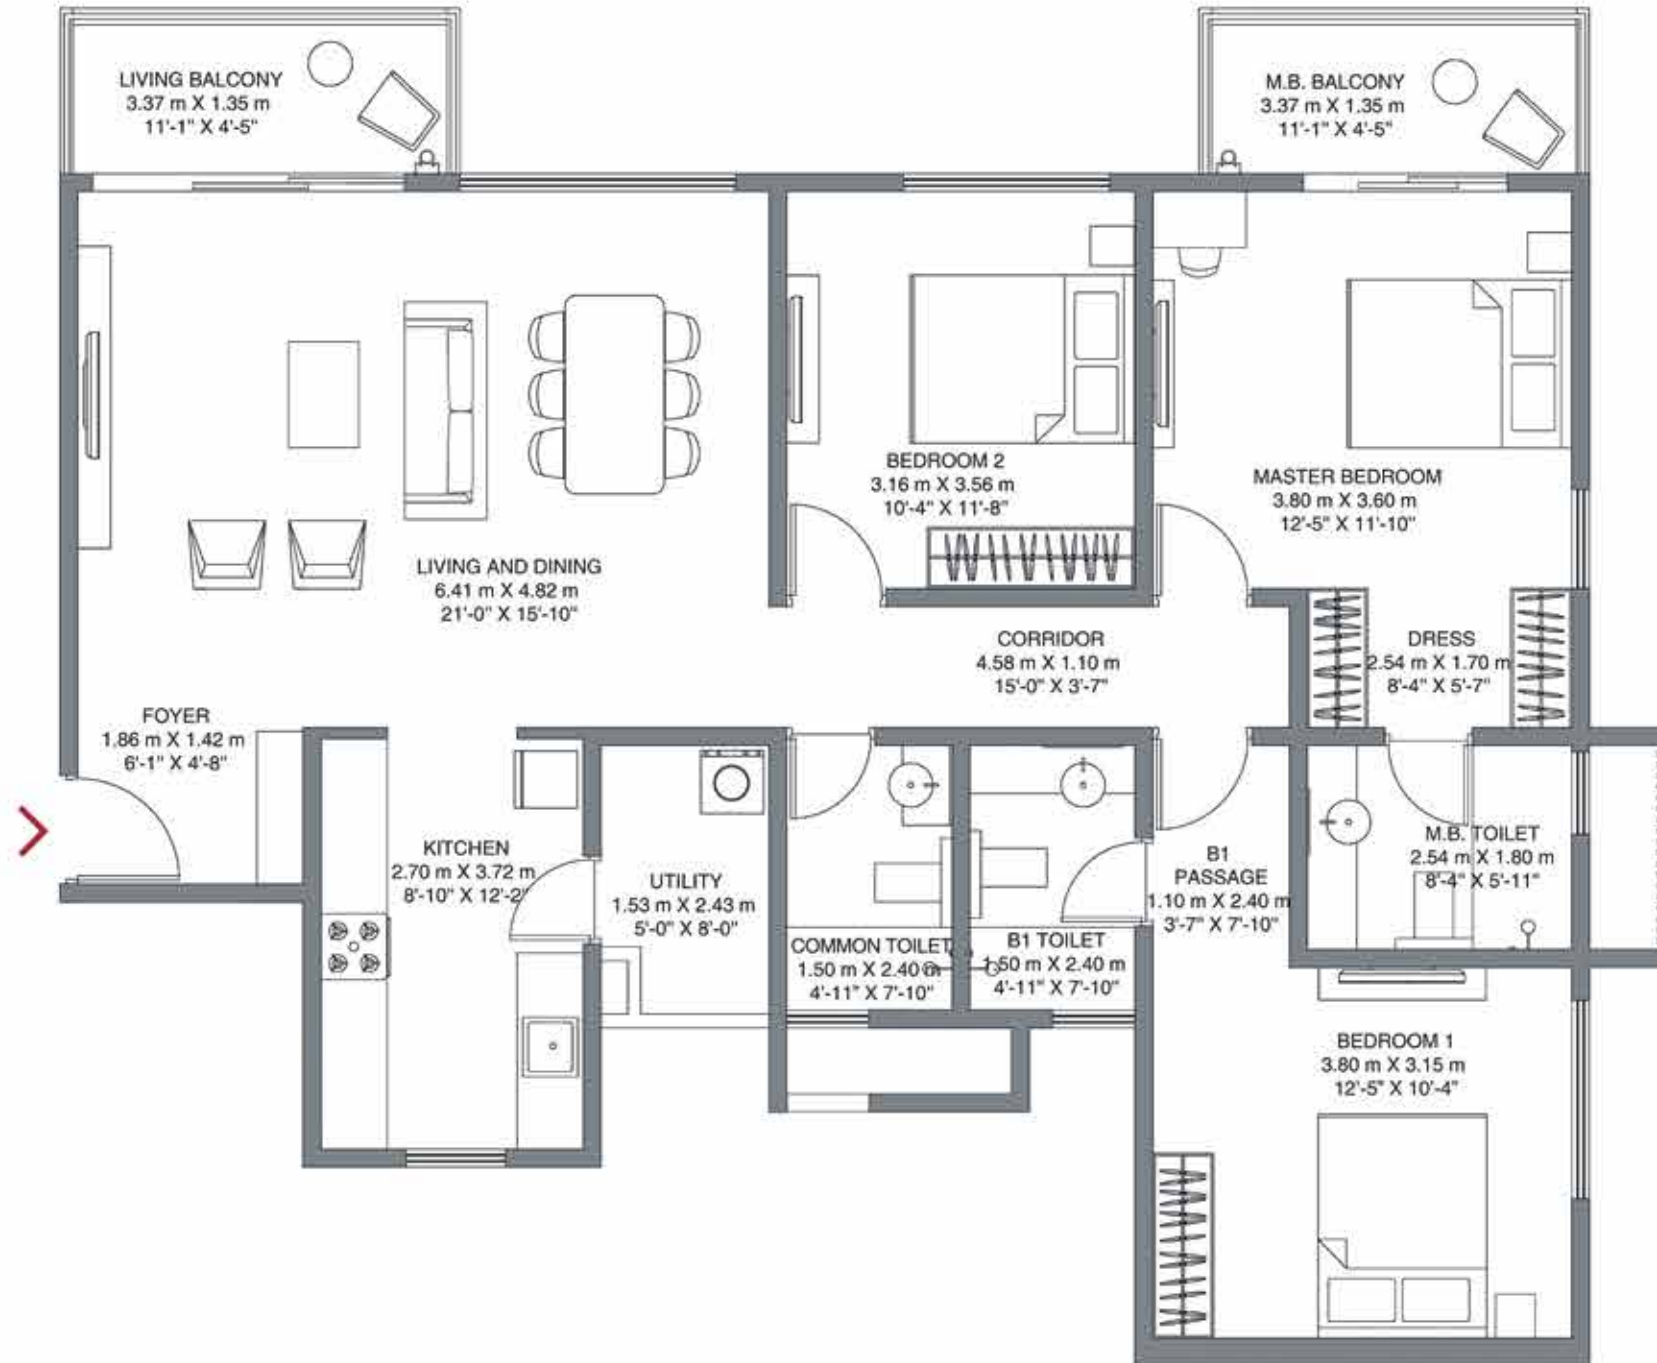 LIVING BALCONY
3.37 m X 1.35 m
11'-1" X 4'-5"
M.B. BALCONY
3.37 m X 1.35 m
11'-1" X 4'-5"
BEDROOM 2
3.16 m X 3.56 m
10'-4" X 11'-8"
MASTER BEDROOM
3.80 m X 3.60 m
12'-5" X 11'-10"
LIVING AND DINING
6.41 m X 4.82 m
21'-0" X 15'-10"
CORRIDOR
4.58 m X 1.10 m
15'-0" X 3'-7"
DRESS
2.54 m X 1.70 m
8'-4" X 5'-7"
FOYER
1.86 m X 1.42 m
6'-1" X 4'-8"
KITCHEN
2.70 m X 3.72 m
8'-10" X 12'-2"
UTILITY
1.53 m X 2.43 m
5'-0" X 8'-0"
COMMON TOILET
1.50 m X 2.40 m
4'-11" X 7'-10"
B1 TOILET
1.50 m X 2.40 m
4'-11" X 7'-10"
B1
PASSAGE
1.10 m X 2.40 m
3'-7" X 7'-10"
M.B. TOILET
2.54 m X 1.80 m
8'-4" X 5'-11"
BEDROOM 1
3.80 m X 3.15 m
12'-5" X 10'-4"